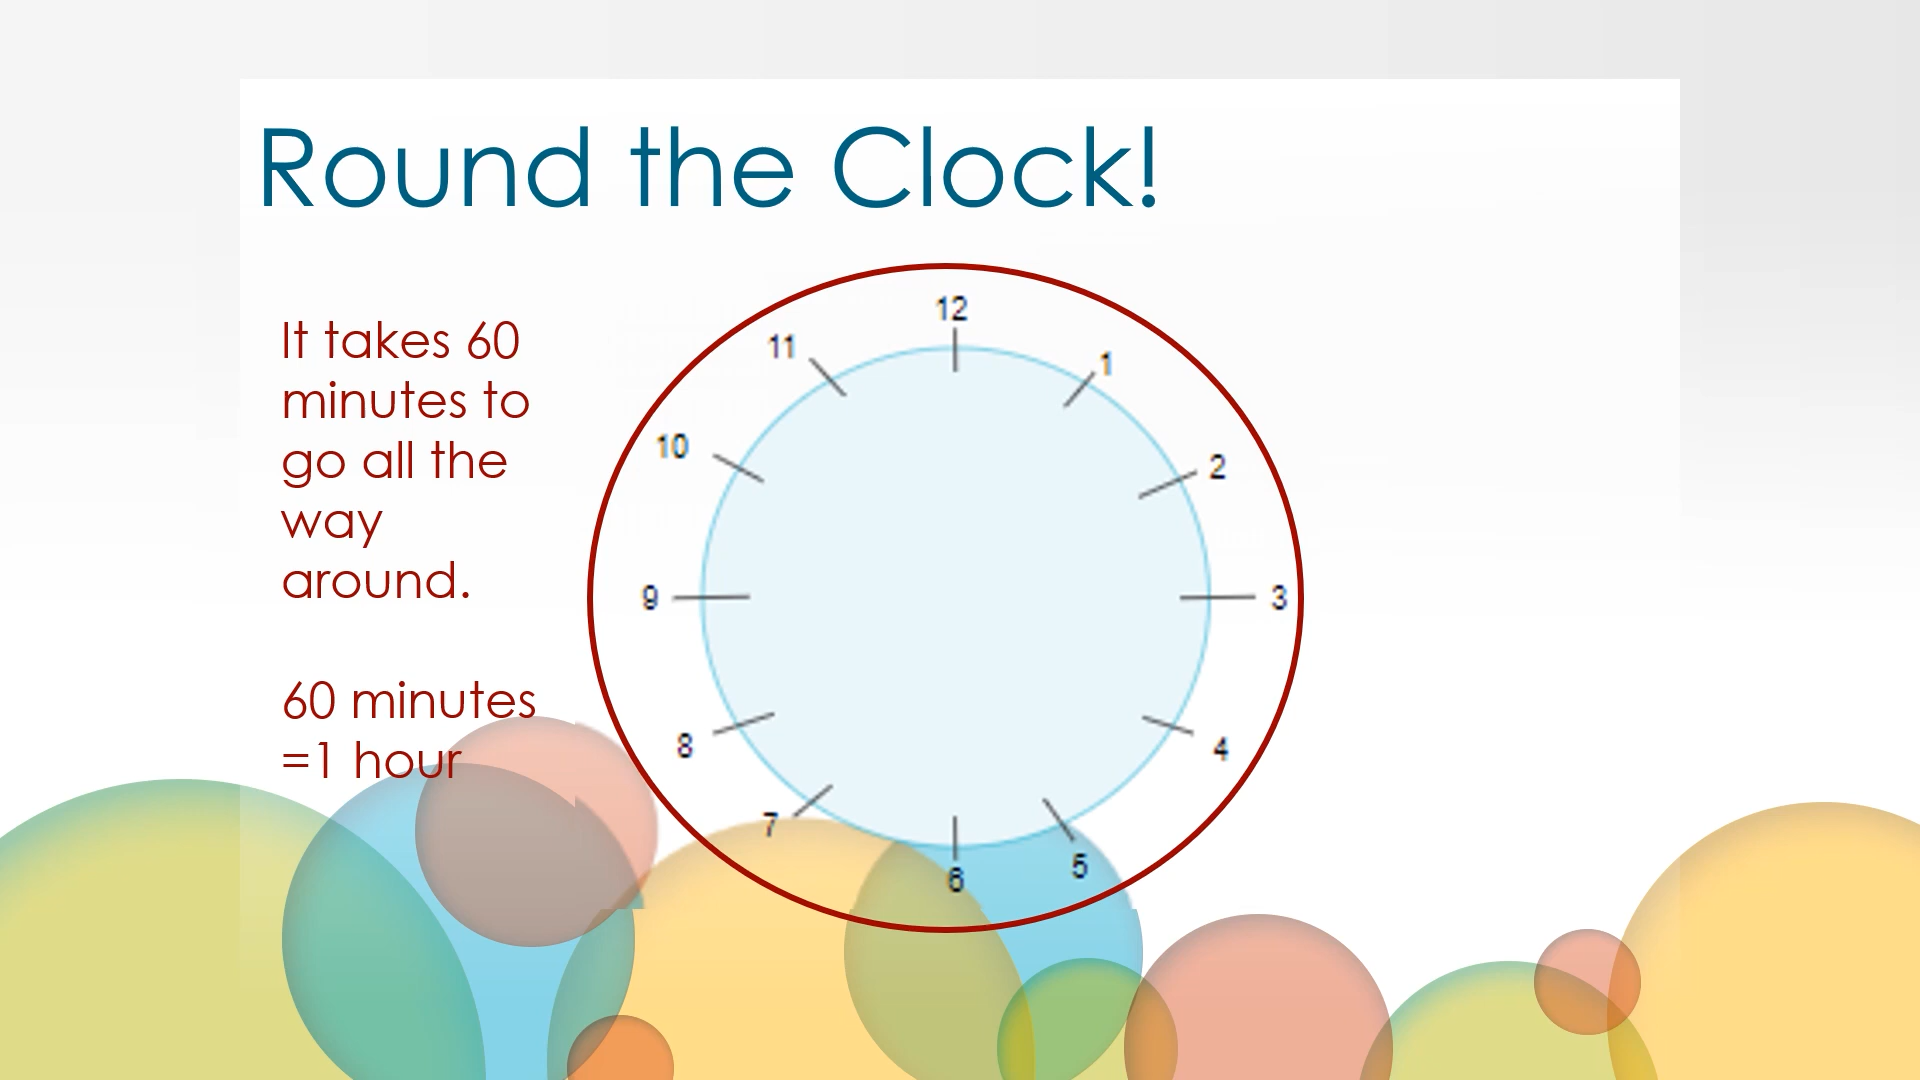 Round the Clock!
It takes 60
minutes to
go all the
way
around.
60 minutes
=1 hour
12
11
1
10
2
9
3
8
4
7
5
6